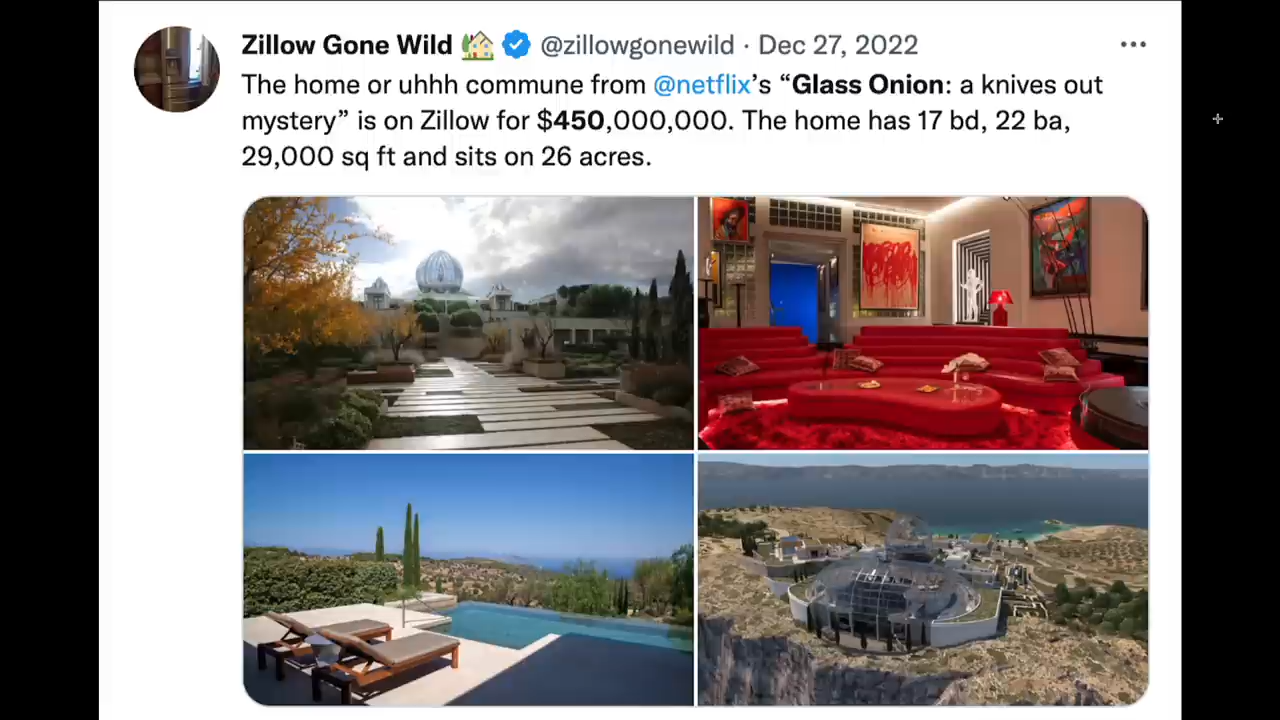 Zillow Gone Wild 🏡 @zillowgonewild · Dec 27, 2022
The home or uhhh commune from @netflix’s “Glass Onion: a knives out
mystery” is on Zillow for $450,000,000. The home has 17 bd, 22 ba,
29,000 sq ft and sits on 26 acres.